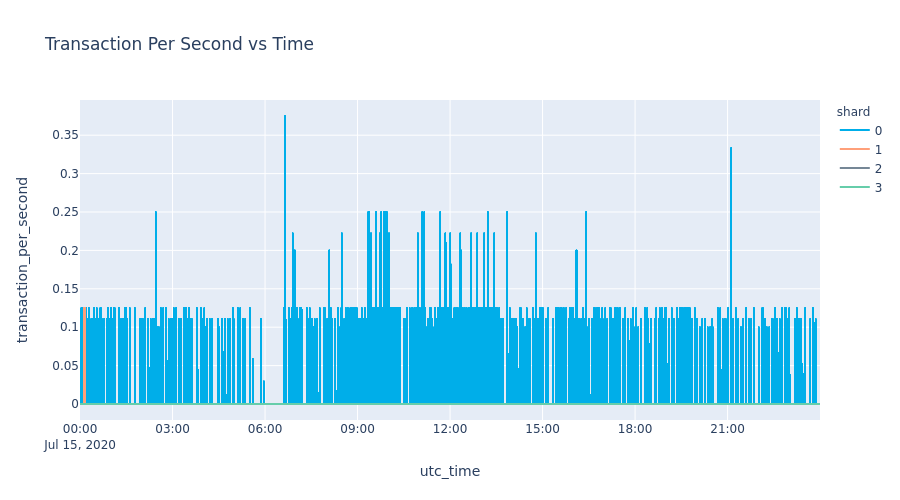 Transaction Per Second vs Time
shard
0
1
2
3
0.35
0.3
0.25
0.2
0.15
0.1
0.05
0
transaction_per_second
00:00 03:00 06:00 09:00 12:00 15:00 18:00 21:00
Jul 15, 2020
utc_time